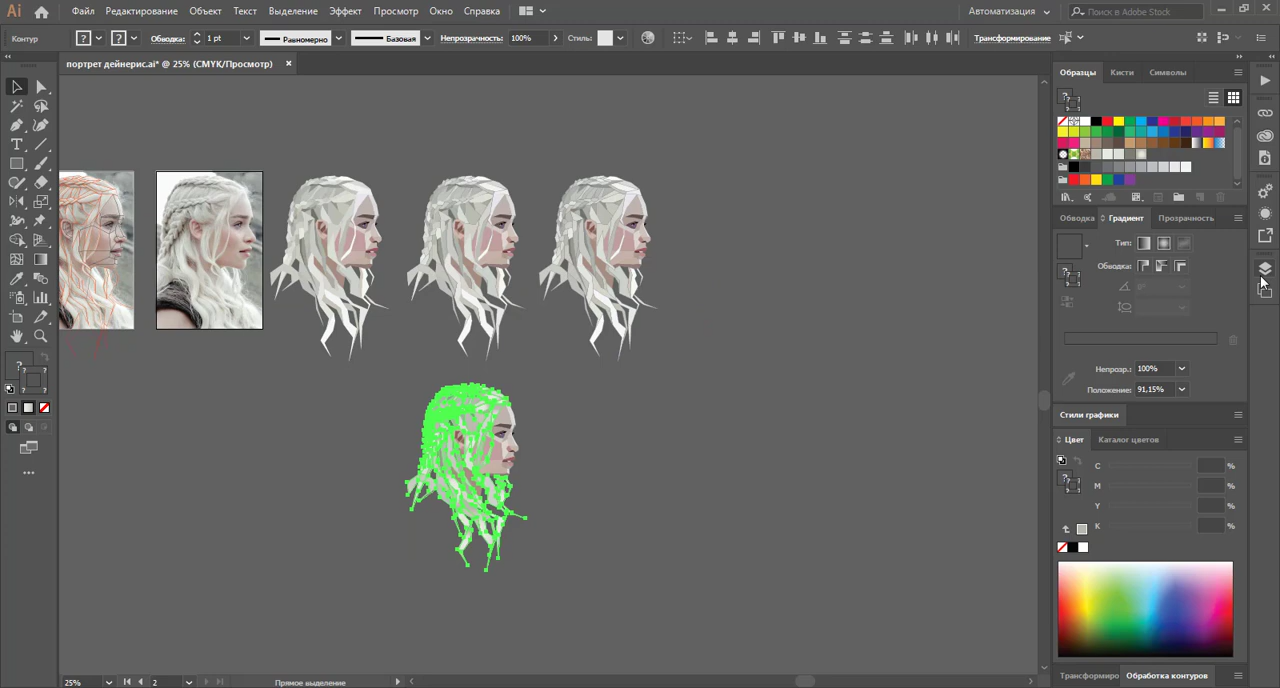 Ai
Файл Редактирование Объект Текст Выделение Эффект Просмотр Окно Справка
Автоматизация
Поиск в Adobe Stock
Контур
? ? Обводка: 1 pt Равномерно Базовая Непрозрачность: 100% Стиль: Трансформирование
портрет дейнерис.ai* @ 25% (CMYK/Просмотр) ×
Образцы Кисти Символы
?
Обводка Градиент Прозрачность
Тип:
Обводка:
?
Непрозр.: 100%
Положение: 91,15%
Стили графики
Цвет Каталог цветов
C %
M %
Y %
K %
?
Трансформиро Обработка контуров
25% 2 Прямое выделение